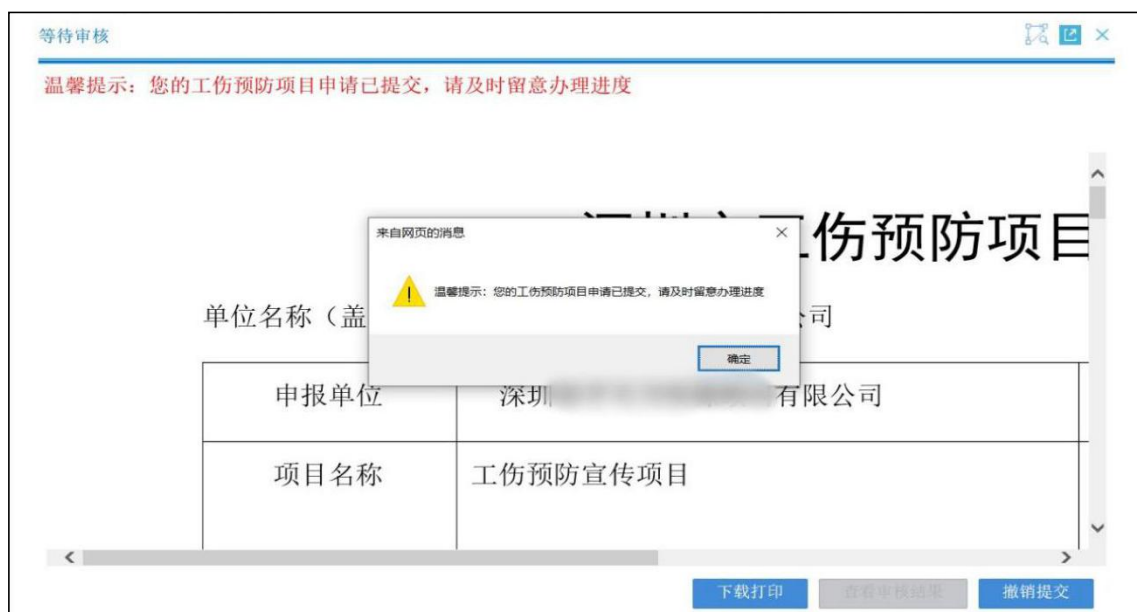 等待审核
温馨提示：您的工伤预防项目申请已提交，请及时留意办理进度
工伤预防项目
来自网页的消息
温馨提示：您的工伤预防项目申请已提交，请及时留意办理进度
确定
单位名称（盖 公司
申报单位 深圳 有限公司
项目名称 工伤预防宣传项目
下载打印 查看审核结果 撤销提交